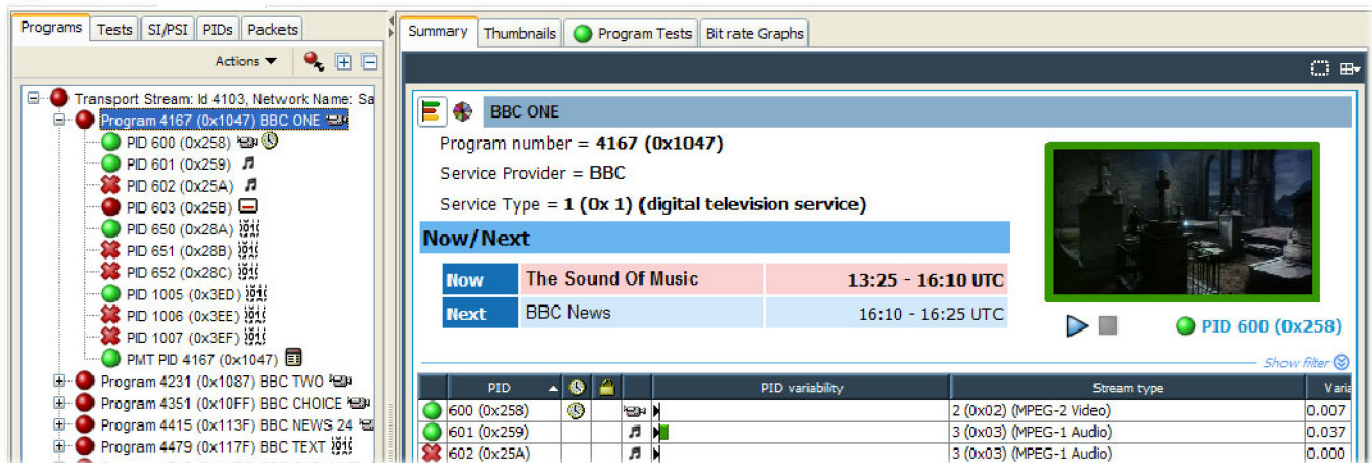 Programs Tests SI/PSI PIDs Packets
Actions
Transport Stream: Id 4103, Network Name: Sa
Program 4167 (0x1047) BBC ONE
PID 600 (0x258)
PID 601 (0x259)
PID 602 (0x25A)
PID 603 (0x25B)
PID 650 (0x28A)
PID 651 (0x28B)
PID 652 (0x28C)
PID 1005 (0x3ED)
PID 1006 (0x3EE)
PID 1007 (0x3EF)
PMT PID 4167 (0x1047)
Program 4231 (0x1087) BBC TWO
Program 4351 (0x10FF) BBC CHOICE
Program 4415 (0x113F) BBC NEWS 24
Program 4479 (0x117F) BBC TEXT
Summary Thumbnails Program Tests Bit rate Graphs
BBC ONE
Program number = 4167 (0x1047)
Service Provider = BBC
Service Type = 1 (0x 1) (digital television service)
Now/Next
Now The Sound Of Music 13:25 - 16:10 UTC
Next BBC News 16:10 - 16:25 UTC
PID 600 (0x258)
Show filter
PID PID variability Stream type Varia
600 (0x258) 2 (0x02) (MPEG-2 Video) 0.007
601 (0x259) 3 (0x03) (MPEG-1 Audio) 0.037
602 (0x25A) 3 (0x03) (MPEG-1 Audio) 0.000